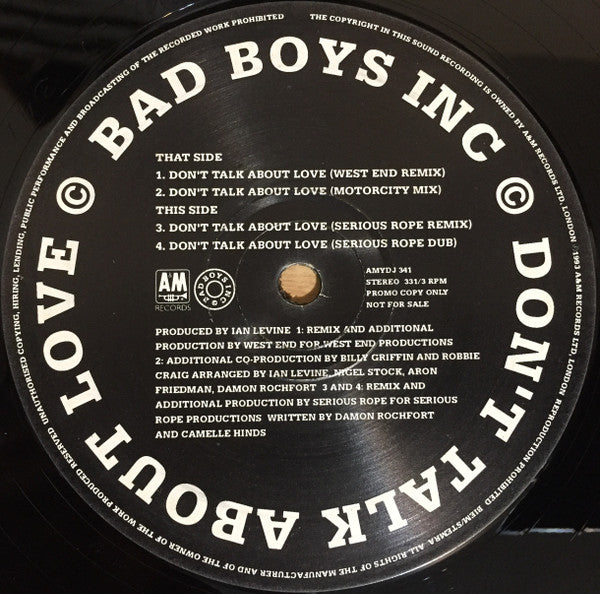 BAD BOYS INC © DON'T TALK ABOUT LOVE ©
THE COPYRIGHT IN THIS SOUND RECORDING IS OWNED BY A&M RECORDS LTD. LONDON ℗1993 A&M RECORDS LTD, LONDON REPRODUCTION PROHIBITED BIEM/STEMRA ALL RIGHTS OF THE MANUFACTURER AND OF THE OWNER OF THE WORK PRODUCED RESERVED UNAUTHORISED COPYING, HIRING, LENDING, PUBLIC PERFORMANCE AND BROADCASTING OF THE RECORDED WORK PROHIBITED
THAT SIDE
1. DON'T TALK ABOUT LOVE (WEST END REMIX)
2. DON'T TALK ABOUT LOVE (MOTORCITY MIX)
THIS SIDE
3. DON'T TALK ABOUT LOVE (SERIOUS ROPE REMIX)
4. DON'T TALK ABOUT LOVE (SERIOUS ROPE DUB)
A&M
RECORDS
BAD BOYS INC
AMYDJ 341
STEREO 331/3 RPM
PROMO COPY ONLY
NOT FOR SALE
PRODUCED BY IAN LEVINE 1: REMIX AND ADDITIONAL
PRODUCTION BY WEST END FOR WEST END PRODUCTIONS
2: ADDITIONAL CO-PRODUCTION BY BILLY GRIFFIN AND ROBBIE
CRAIG ARRANGED BY IAN LEVINE, NIGEL STOCK, ARON
FRIEDMAN, DAMON ROCHFORT 3 AND 4: REMIX AND
ADDITIONAL PRODUCTION BY SERIOUS ROPE FOR SERIOUS
ROPE PRODUCTIONS WRITTEN BY DAMON ROCHFORT
AND CAMELLE HINDS